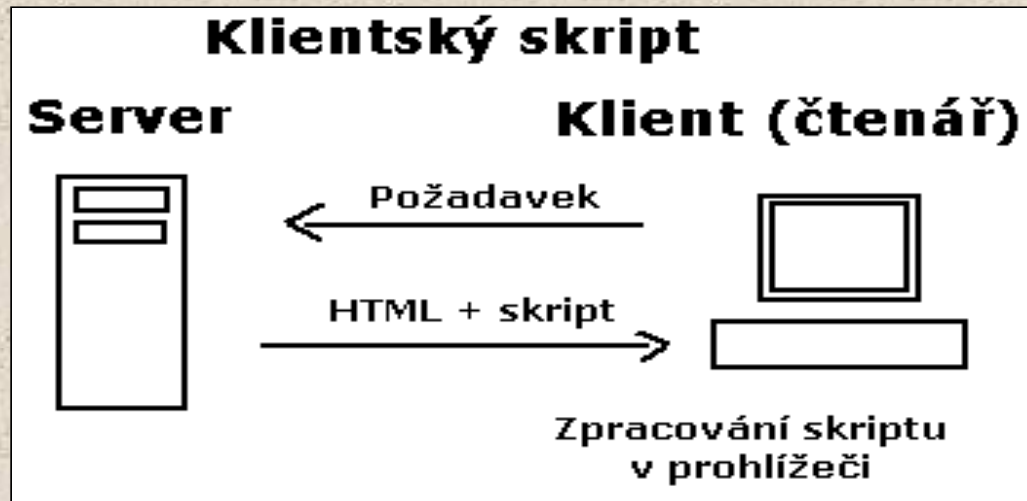 Klientský skript
Server
Klient (čtenář)
Požadavek
HTML + skript
Zpracování skriptu
v prohlížeči